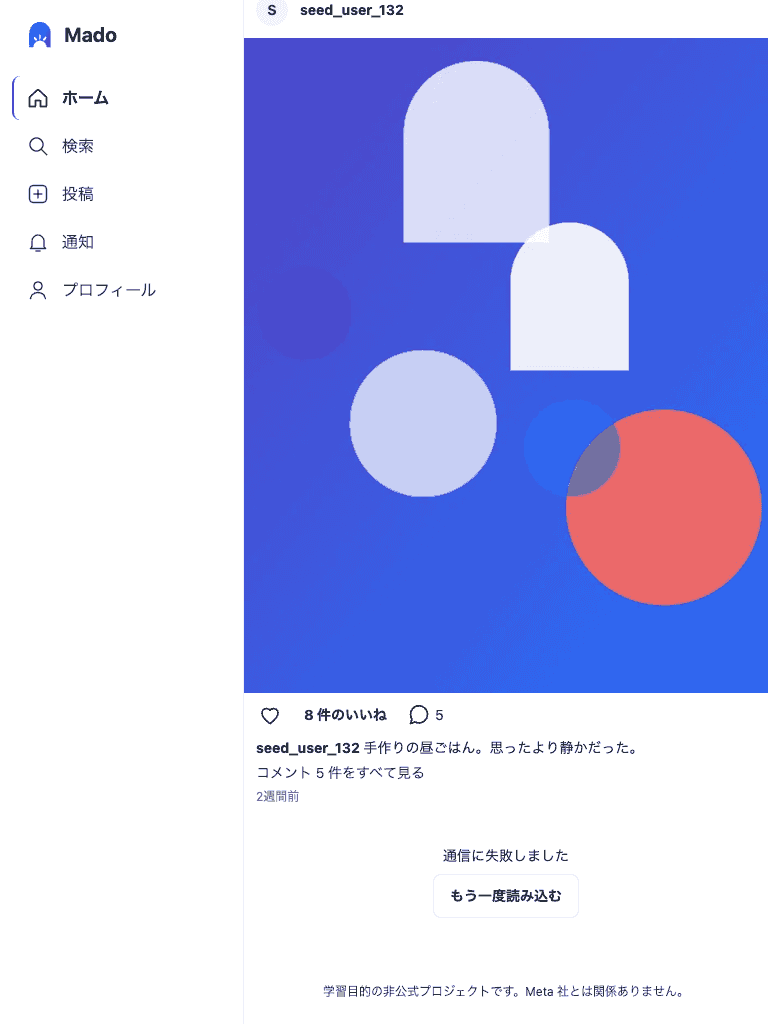 Mado
ホーム
検索
投稿
通知
プロフィール
S seed_user_132
8 件のいいね 5
seed_user_132 手作りの昼ごはん。思ったより静かだった。
コメント 5 件をすべて見る
2週間前
通信に失敗しました
もう一度読み込む
学習目的の非公式プロジェクトです。Meta 社とは関係ありません。